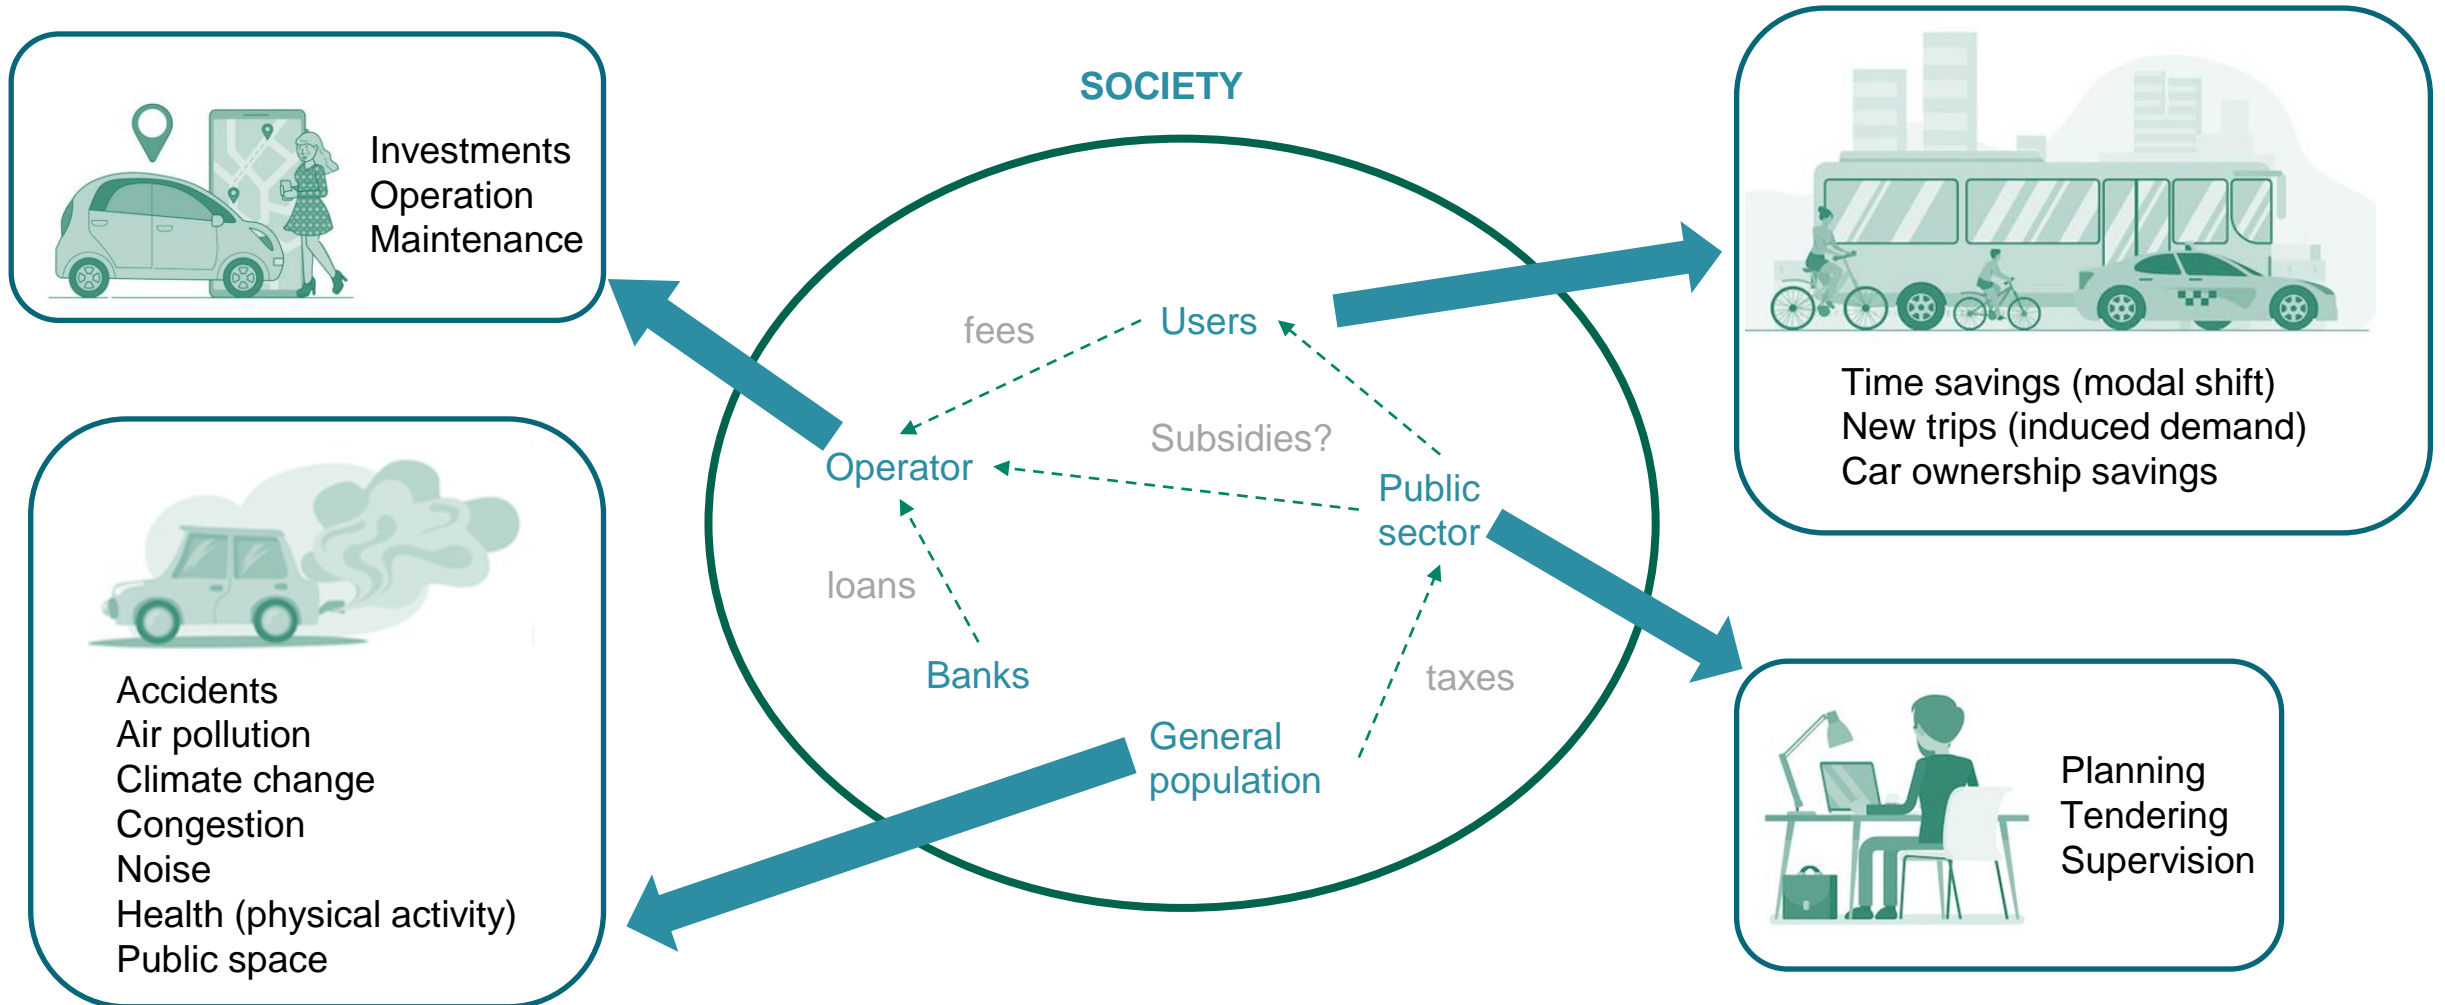 SOCIETY
Investments
Operation
Maintenance
Users
fees
Subsidies?
Operator
Public
sector
loans
Banks
taxes
General
population
Time savings (modal shift)
New trips (induced demand)
Car ownership savings
Accidents
Air pollution
Climate change
Congestion
Noise
Health (physical activity)
Public space
Planning
Tendering
Supervision